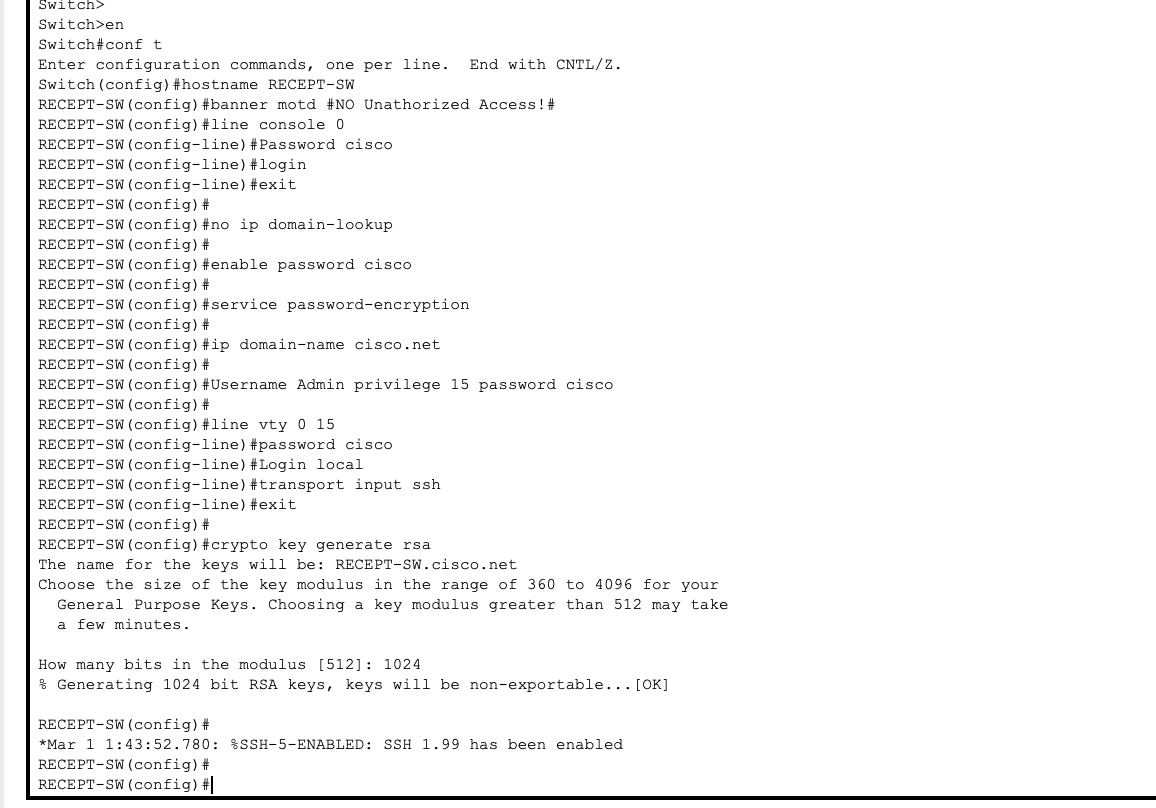 Switch>
Switch>en
Switch#conf t
Enter configuration commands, one per line.  End with CNTL/Z.
Switch(config)#hostname RECEPT-SW
RECEPT-SW(config)#banner motd #NO Unathorized Access!#
RECEPT-SW(config)#line console 0
RECEPT-SW(config-line)#Password cisco
RECEPT-SW(config-line)#login
RECEPT-SW(config-line)#exit
RECEPT-SW(config)#
RECEPT-SW(config)#no ip domain-lookup
RECEPT-SW(config)#
RECEPT-SW(config)#enable password cisco
RECEPT-SW(config)#
RECEPT-SW(config)#service password-encryption
RECEPT-SW(config)#
RECEPT-SW(config)#ip domain-name cisco.net
RECEPT-SW(config)#
RECEPT-SW(config)#Username Admin privilege 15 password cisco
RECEPT-SW(config)#
RECEPT-SW(config)#line vty 0 15
RECEPT-SW(config-line)#password cisco
RECEPT-SW(config-line)#Login local
RECEPT-SW(config-line)#transport input ssh
RECEPT-SW(config-line)#exit
RECEPT-SW(config)#
RECEPT-SW(config)#crypto key generate rsa
The name for the keys will be: RECEPT-SW.cisco.net
Choose the size of the key modulus in the range of 360 to 4096 for your
  General Purpose Keys. Choosing a key modulus greater than 512 may take
  a few minutes.

How many bits in the modulus [512]: 1024
% Generating 1024 bit RSA keys, keys will be non-exportable...[OK]

RECEPT-SW(config)#
*Mar 1 1:43:52.780: %SSH-5-ENABLED: SSH 1.99 has been enabled
RECEPT-SW(config)#
RECEPT-SW(config)#